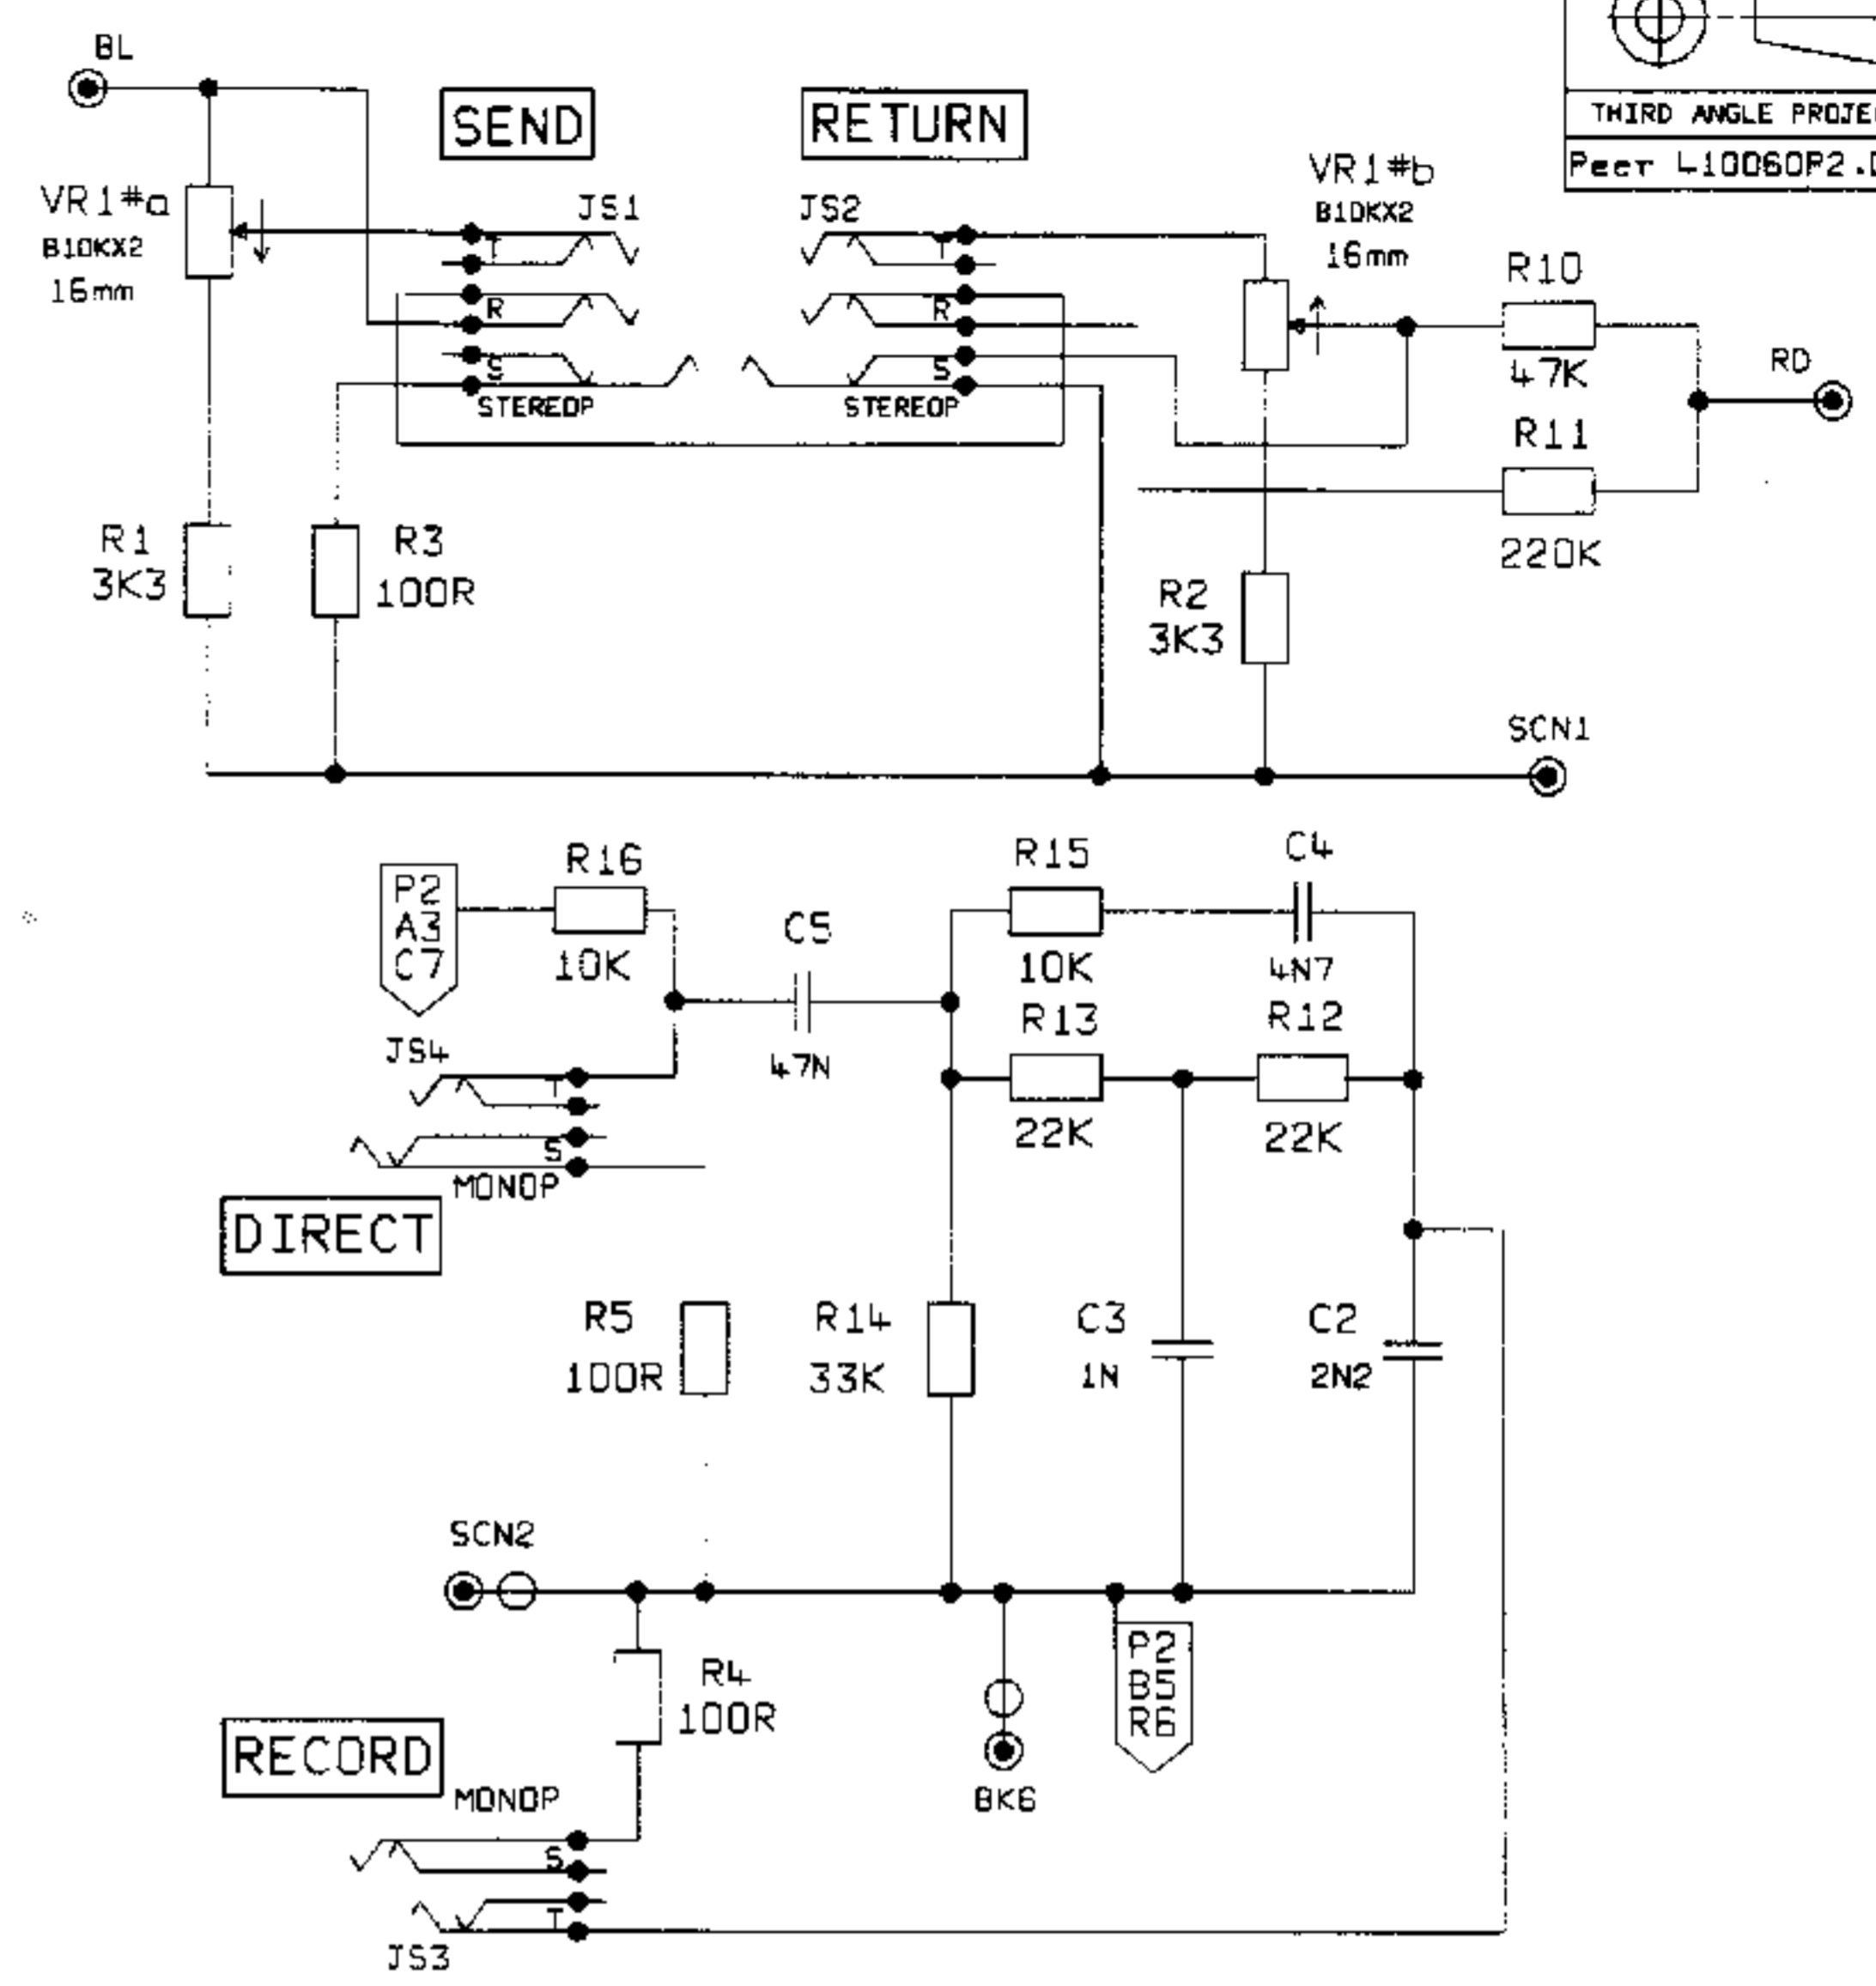 BL
SEND
RETURN
THIRD ANGLE
Peer 410060P2.
VR1#a
B10KX2
16mm
JS1
JS2
VR1#b
B10KX2
16mm
T
T
R10
47K
R
R
RD
S
S
STEREOP
STEREOP
R11
220K
R1
3K3
R3
100R
R2
3K3
SCN1
P2
A3
C7
R16
10K
C5
47N
R15
10K
C4
4N7
R13
22K
R12
22K
JS4
T
S
MONOP
DIRECT
R5
100R
R14
33K
C3
1N
C2
2N2
SCN2
R4
100R
P2
B5
R6
BK6
RECORD
MONOP
S
T
JS3